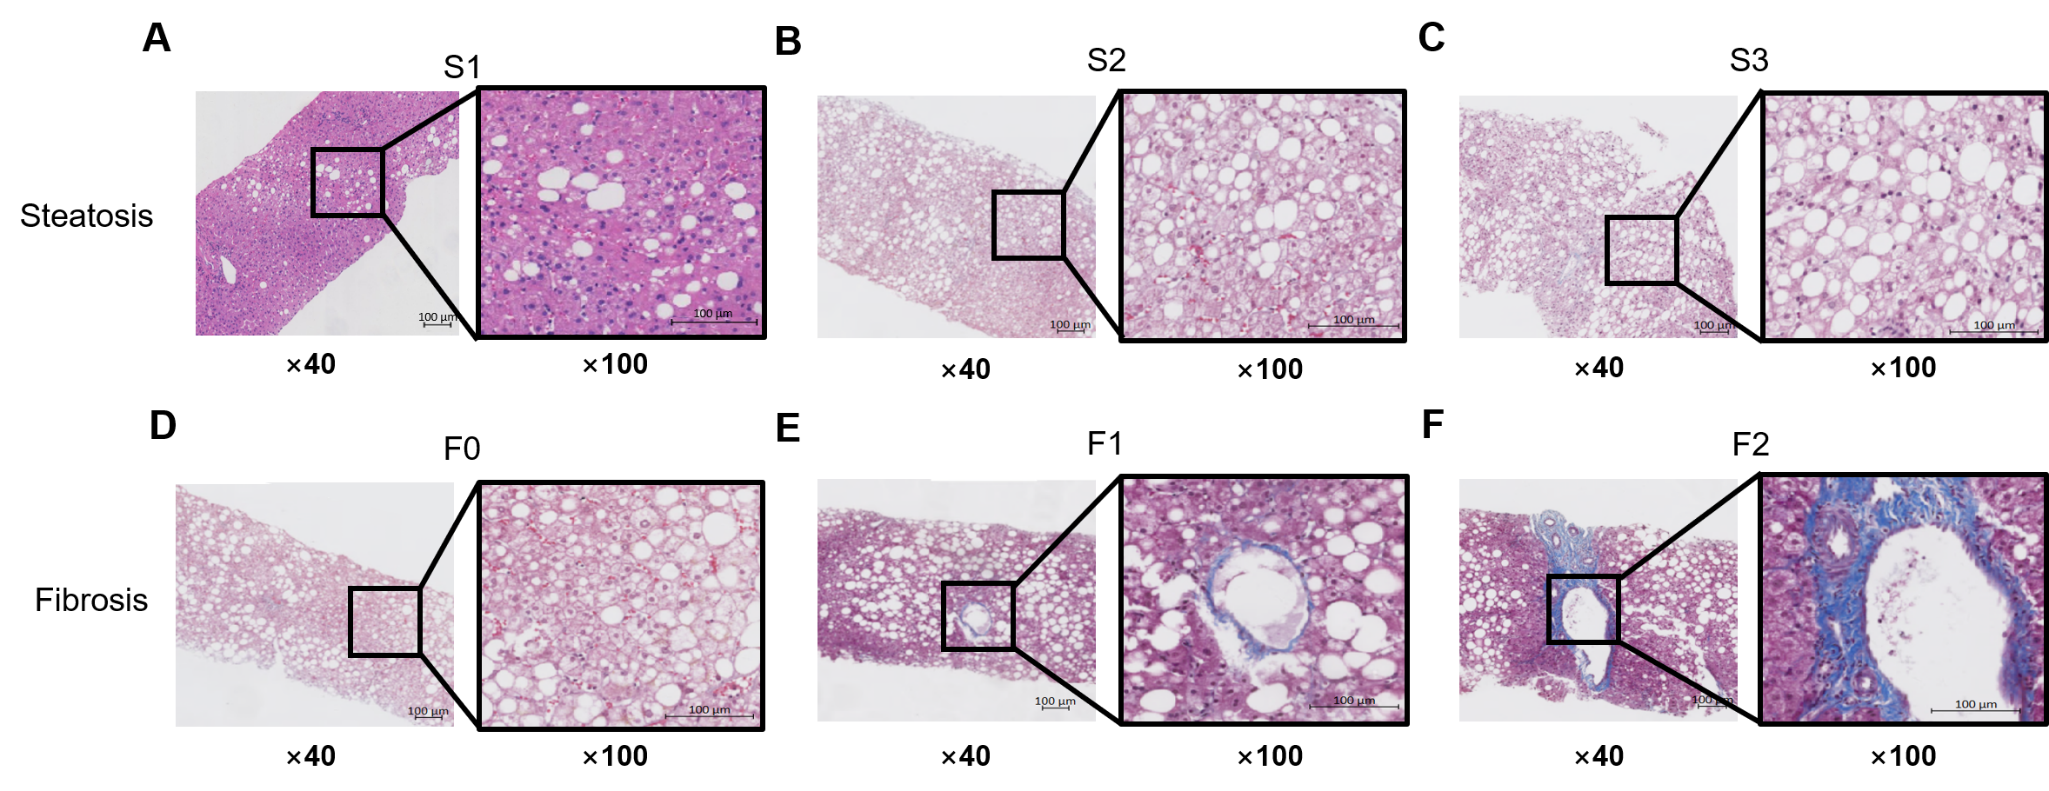 A
S1
B
S2
C
S3
Steatosis
100 µm
100 µm
100 µm
100 µm
100 µm
100 µm
×40
×100
×40
×100
×40
×100
D
F0
E
F1
F
F2
Fibrosis
100 µm
100 µm
100 µm
100 µm
100 µm
100 µm
×40
×100
×40
×100
×40
×100